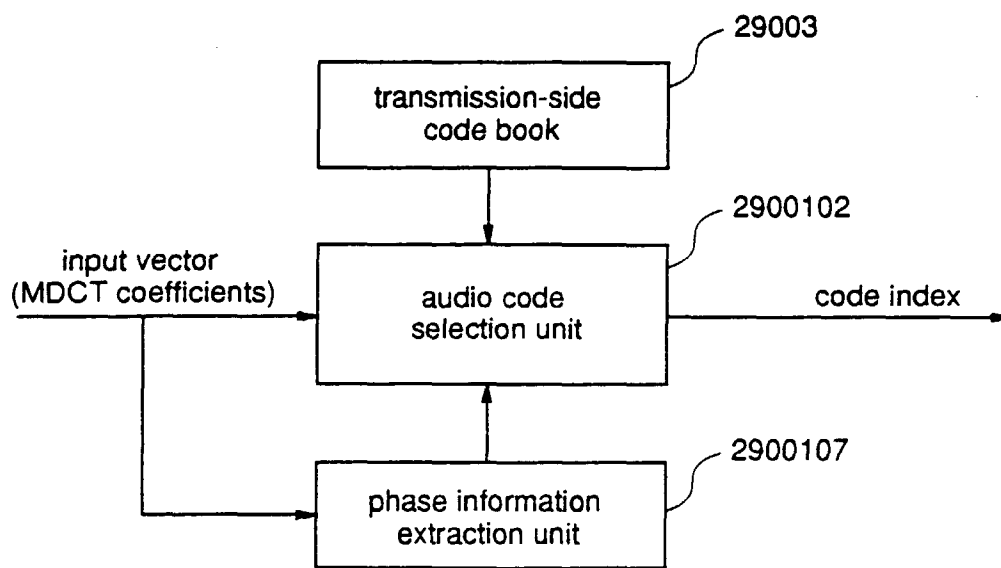 29003
transmission-side
code book
2900102
input vector
(MDCT coefficients)
audio code
selection unit
code index
2900107
phase information
extraction unit